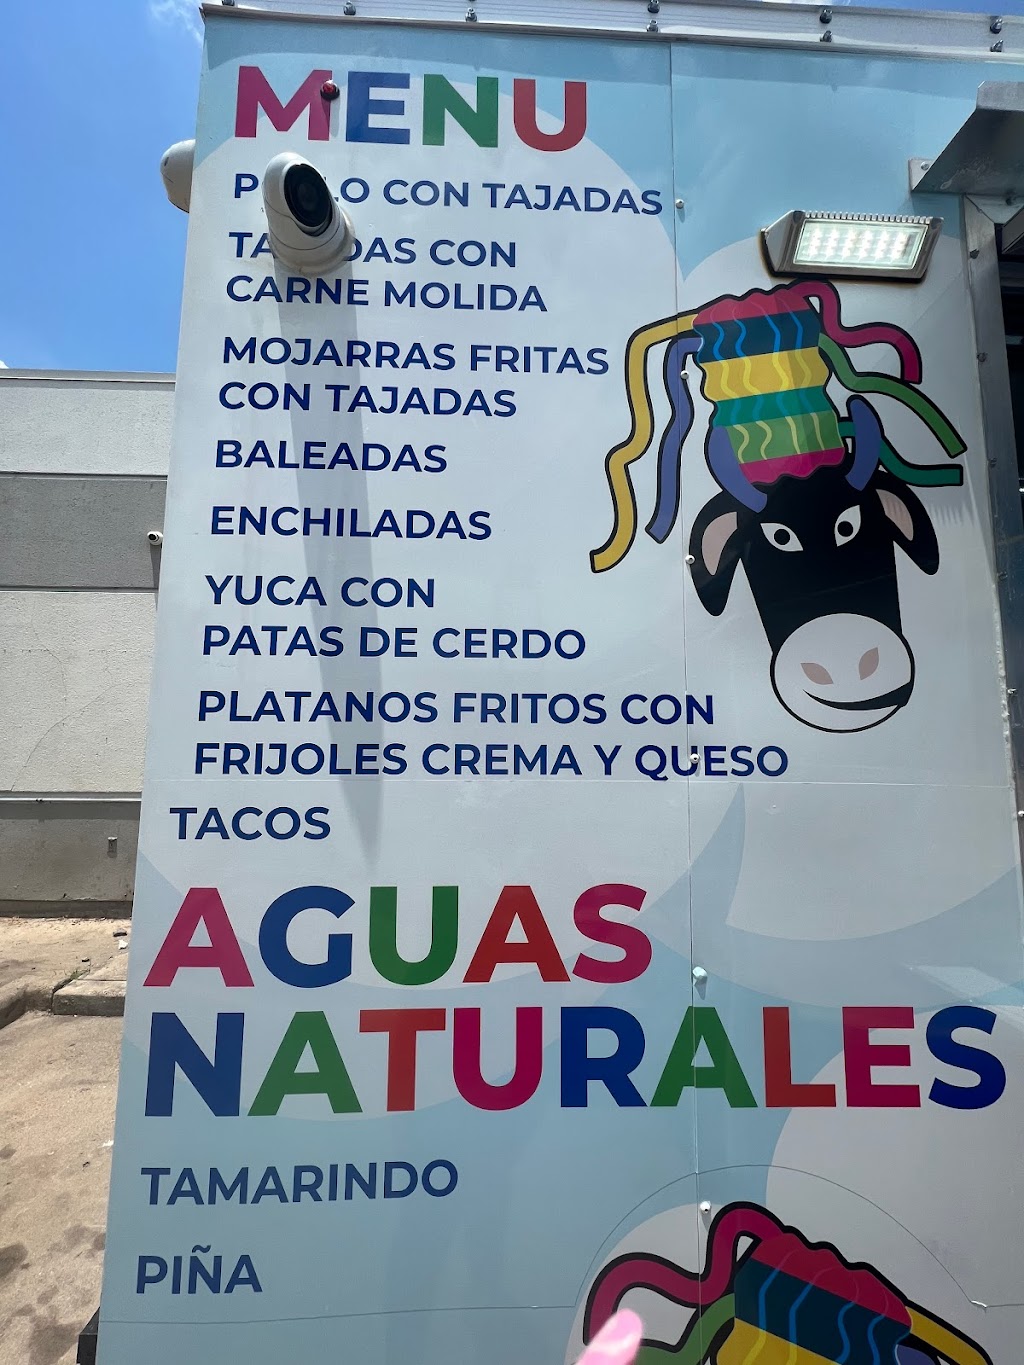 MENU
CON TAJADAS
CON
CARNE MOLIDA
MOJARRAS FRITAS
CON TAJADAS
BALEADAS
ENCHILADAS
YUCA CON
PATAS DE CERDO
PLATANOS FRITOS CON
FRIJOLES CREMA Y QUESO
TACOS
AGUAS
NATURALES
TAMARINDO
PIÑA